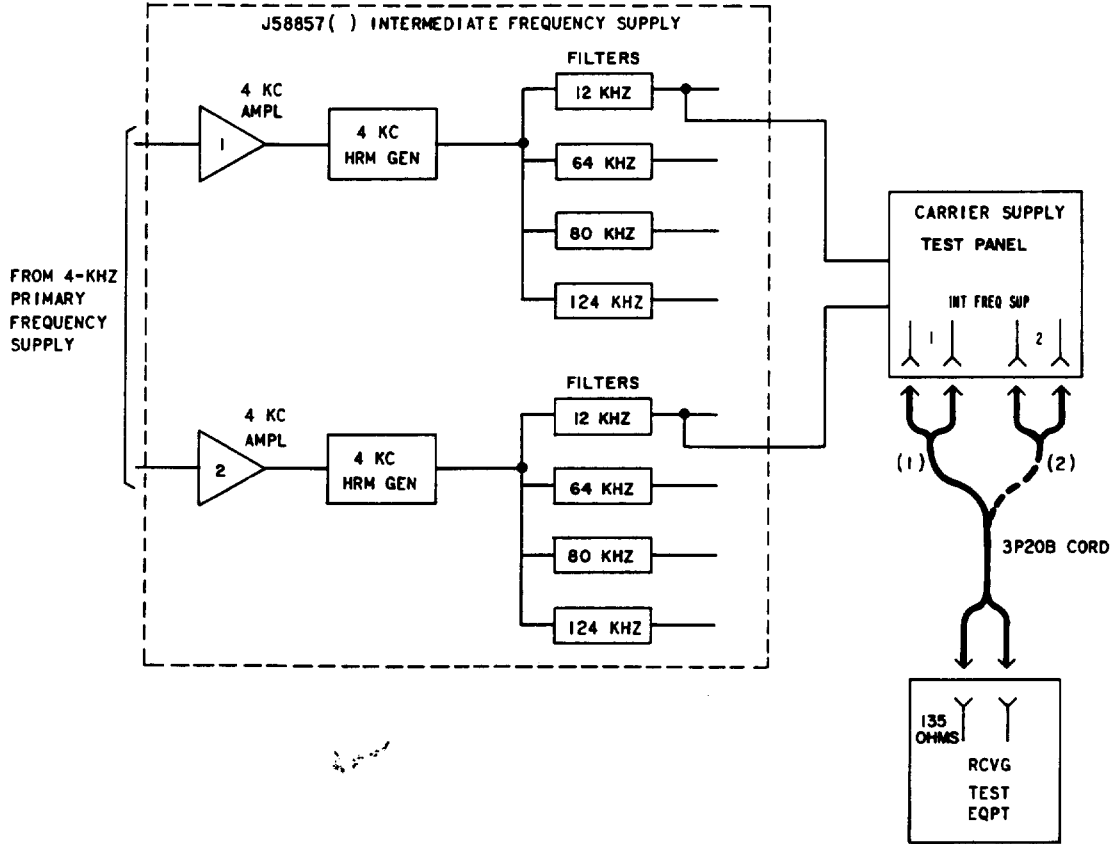 J58857( ) INTERMEDIATE FREQUENCY SUPPLY
FILTERS
4 KC
AMPL
1
4 KC
HRM GEN
12 KHZ
64 KHZ
80 KHZ
124 KHZ
FROM 4-KHZ
PRIMARY
FREQUENCY
SUPPLY
FILTERS
4 KC
AMPL
2
4 KC
HRM GEN
12 KHZ
64 KHZ
80 KHZ
124 KHZ
CARRIER SUPPLY
TEST PANEL
INT FREQ SUP
1 2
(1) (2)
3P20B CORD
135
OHMS
RCVG
TEST
EQPT